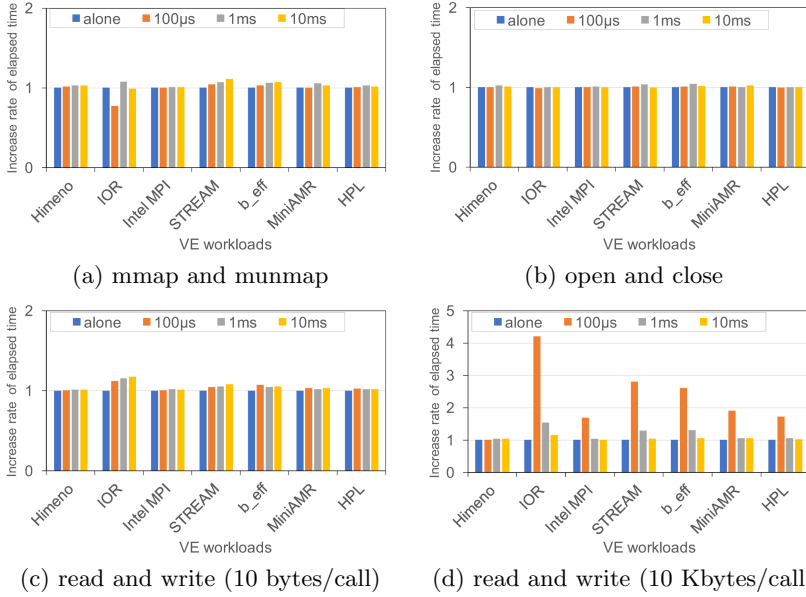 Increase rate of elapsed time
2
1
0
alone 100µs 1ms 10ms
Himeno IOR Intel MPI STREAM b_eff MiniAMR HPL
VE workloads
(a) mmap and munmap
Increase rate of elapsed time
2
1
0
alone 100µs 1ms 10ms
Himeno IOR Intel MPI STREAM b_eff MiniAMR HPL
VE workloads
(b) open and close
Increase rate of elapsed time
2
1
0
alone 100µs 1ms 10ms
Himeno IOR Intel MPI STREAM b_eff MiniAMR HPL
VE workloads
(c) read and write (10 bytes/call)
Increase rate of elapsed time
5
4
3
2
1
0
alone 100µs 1ms 10ms
Himeno IOR Intel MPI STREAM b_eff MiniAMR HPL
VE workloads
(d) read and write (10 Kbytes/call